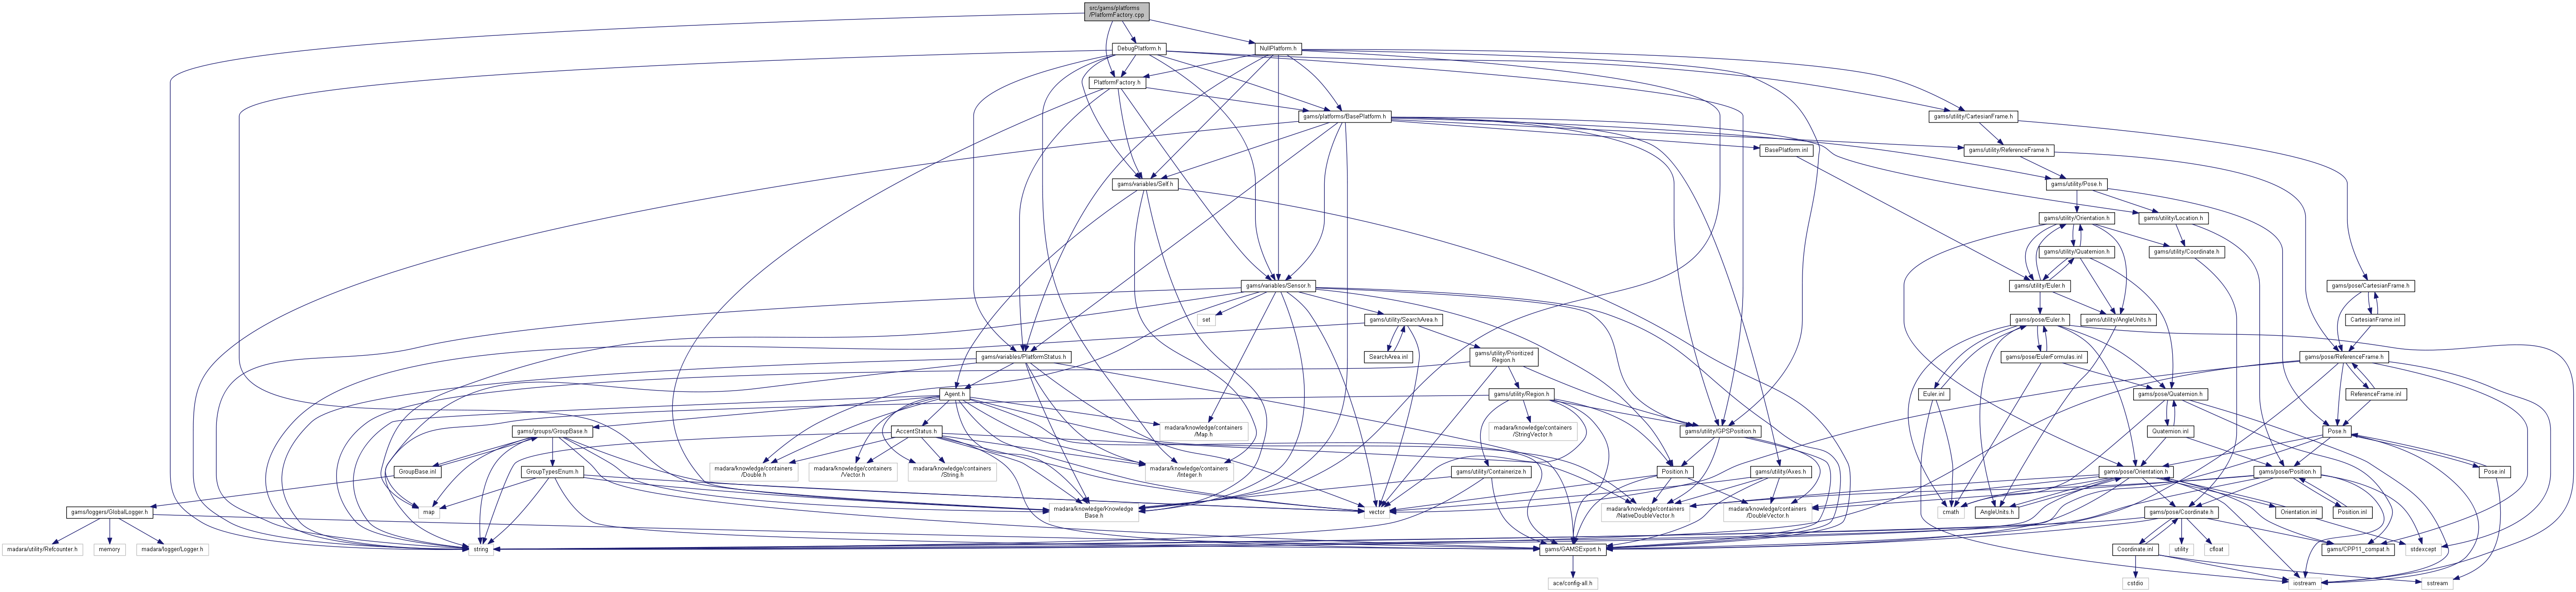 src/gams/platforms
/PlatformFactory.cpp
DebugPlatform.h
NullPlatform.h
PlatformFactory.h
gams/platforms/BasePlatform.h
gams/utility/CartesianFrame.h
BasePlatform.inl
gams/utility/ReferenceFrame.h
gams/variables/Self.h
gams/utility/Pose.h
gams/utility/Orientation.h
gams/utility/Location.h
gams/utility/Quaternion.h
gams/utility/Coordinate.h
gams/variables/Sensor.h
gams/utility/Euler.h
gams/pose/CartesianFrame.h
set
gams/utility/SearchArea.h
gams/pose/Euler.h
gams/utility/AngleUnits.h
CartesianFrame.inl
gams/variables/PlatformStatus.h
SearchArea.inl
gams/utility/Prioritized
Region.h
gams/pose/EulerFormulas.inl
gams/pose/ReferenceFrame.h
Agent.h
gams/utility/Region.h
Euler.inl
gams/pose/Quaternion.h
ReferenceFrame.inl
gams/groups/GroupBase.h
AccentStatus.h
madara/knowledge/containers
/Map.h
madara/knowledge/containers
/StringVector.h
gams/utility/GPSPosition.h
Quaternion.inl
Pose.h
GroupBase.inl
GroupTypesEnum.h
madara/knowledge/containers
/Double.h
madara/knowledge/containers
/Vector.h
madara/knowledge/containers
/String.h
madara/knowledge/containers
/Integer.h
gams/utility/Containerize.h
Position.h
gams/utility/Axes.h
gams/pose/Orientation.h
gams/pose/Position.h
Pose.inl
gams/loggers/GlobalLogger.h
map
madara/knowledge/Knowledge
Base.h
vector
madara/knowledge/containers
/NativeDoubleVector.h
madara/knowledge/containers
/DoubleVector.h
cmath
AngleUnits.h
gams/pose/Coordinate.h
Orientation.inl
Position.inl
madara/utility/Refcounter.h
memory
madara/logger/Logger.h
string
gams/GAMSExport.h
Coordinate.inl
utility
cfloat
gams/CPP11_compat.h
stdexcept
ace/config-all.h
cstdio
iostream
sstream